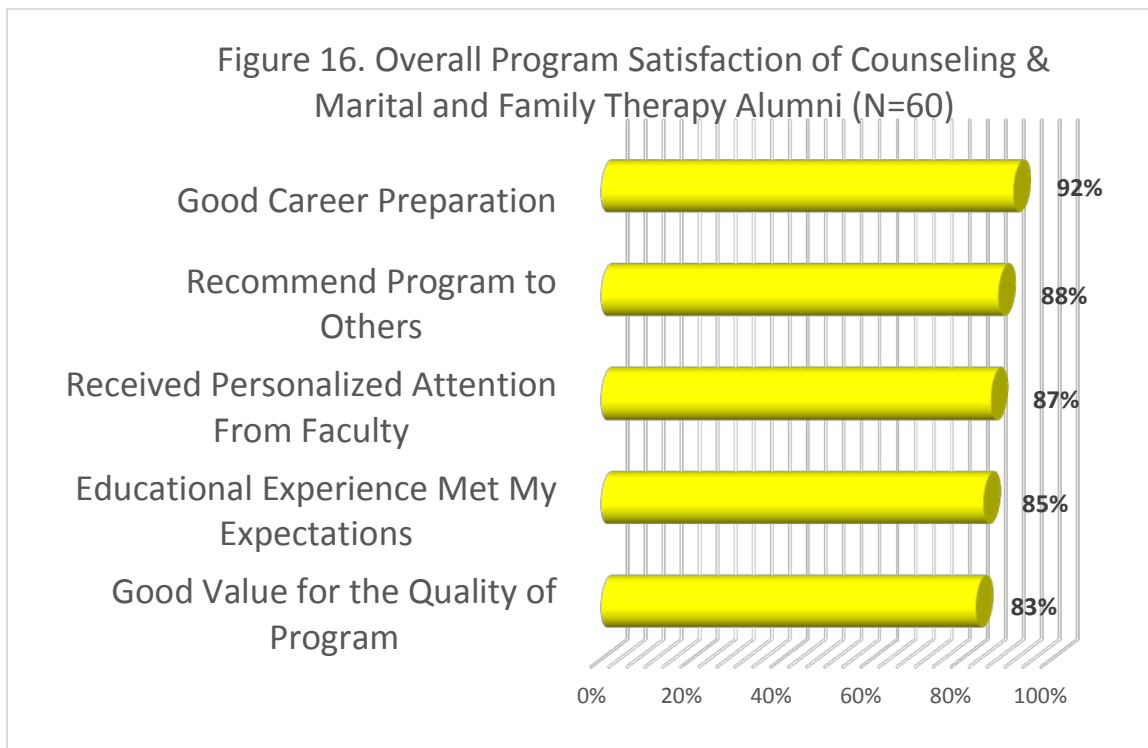 Figure 16. Overall Program Satisfaction of Counseling &
Marital and Family Therapy Alumni (N=60)
Good Career Preparation
92%
Recommend Program to
Others
88%
Received Personalized Attention
From Faculty
87%
Educational Experience Met My
Expectations
85%
Good Value for the Quality of
Program
83%
0% 20% 40% 60% 80% 100%